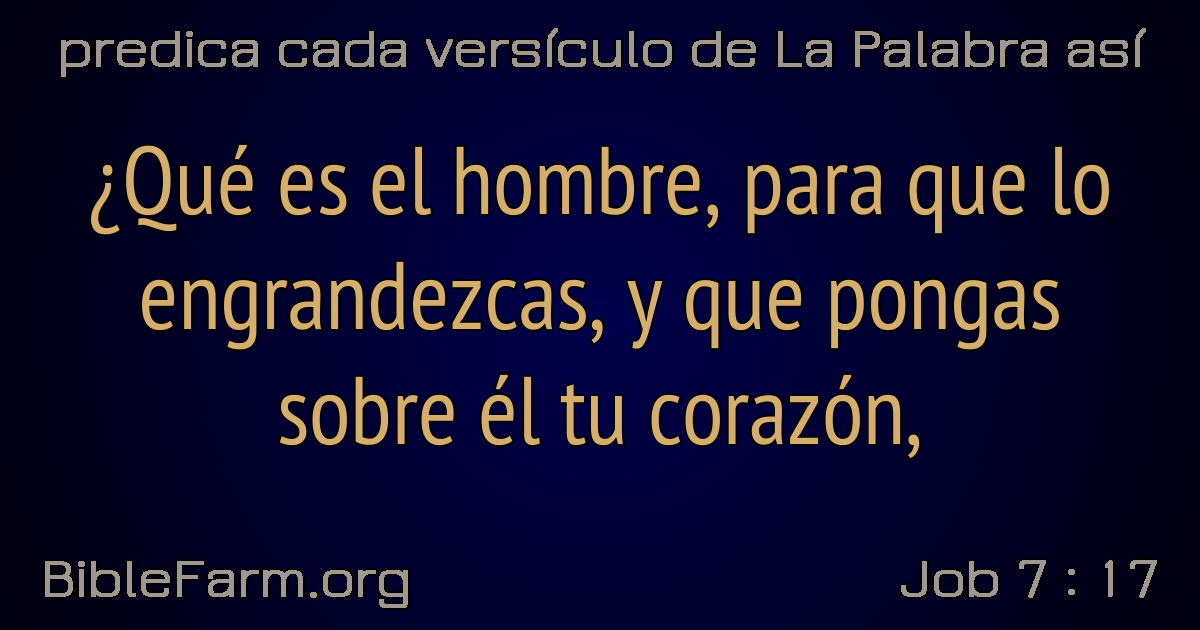 predica cada versículo de La Palabra así
¿Qué es el hombre, para que lo
engrandezcas, y que pongas
sobre él tu corazón,
BibleFarm.org
Job 7 : 17